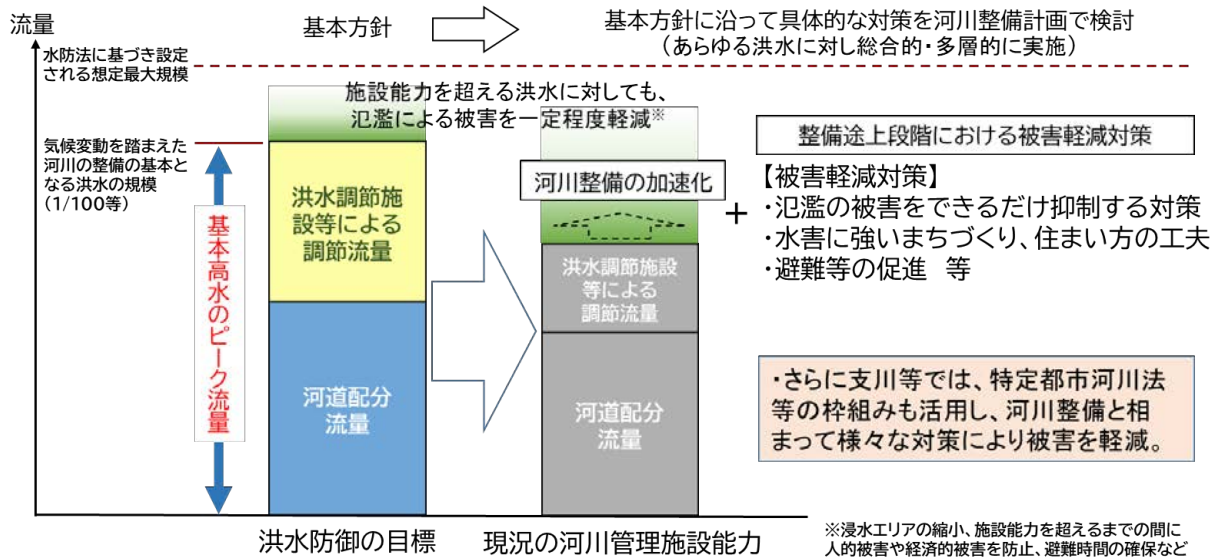 流量
基本方針
基本方針に沿って具体的な対策を河川整備計画で検討
（あらゆる洪水に対し総合的・多層的に実施）
水防法に基づき設定
される想定最大規模
施設能力を超える洪水に対しても、
氾濫による被害を一定程度軽減※
気候変動を踏まえた
河川の整備の基本と
なる洪水の規模
（1/100等）
基本高水のピーク流量
洪水調節施
設等による
調節流量
河道配分
流量
河川整備の加速化
洪水調節施設
等による
調節流量
河道配分
流量
+
整備途上段階における被害軽減対策
【被害軽減対策】
・氾濫の被害をできるだけ抑制する対策
・水害に強いまちづくり、住まい方の工夫
・避難等の促進 等
・さらに支川等では、特定都市河川法
等の枠組みも活用し、河川整備と相
まって様々な対策により被害を軽減。
洪水防御の目標
現況の河川管理施設能力
※浸水エリアの縮小、施設能力を超えるまでの間に
人的被害や経済的被害を防止、避難時間の確保など